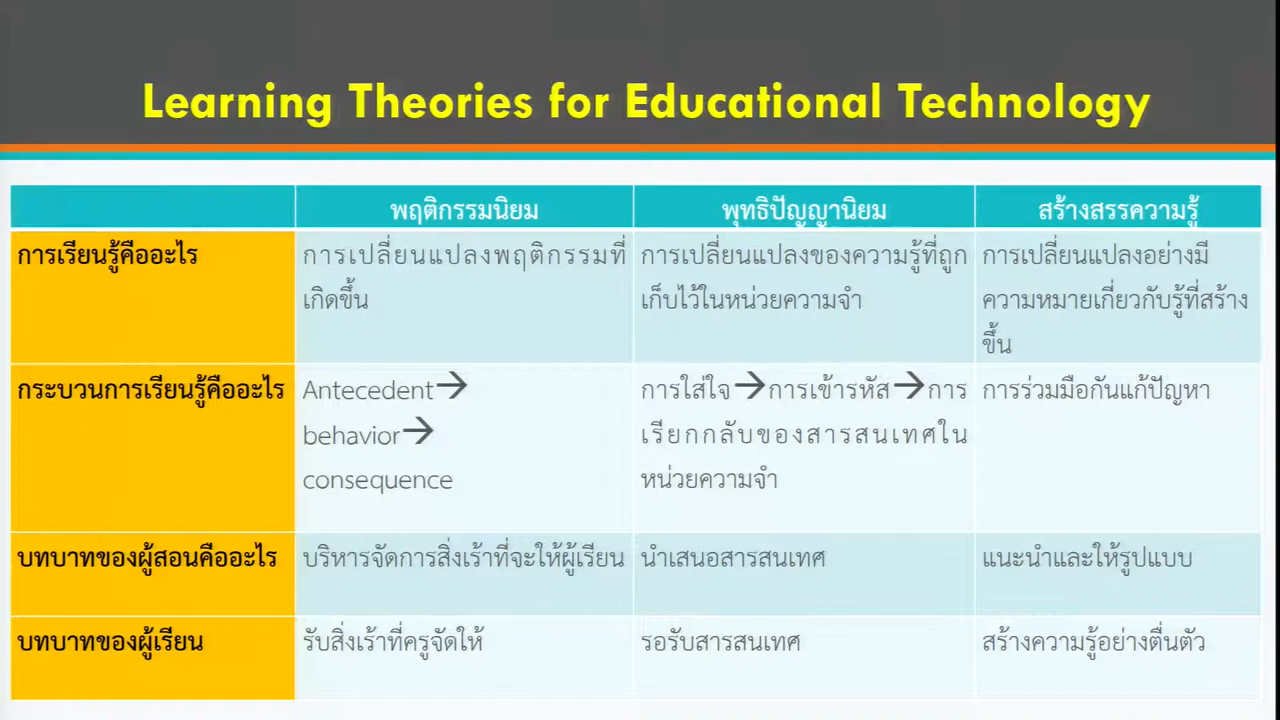 Learning Theories for Educational Technology
พฤติกรรมนิยม
พุทธิปัญญานิยม
สร้างสรรความรู้
การเรียนรู้คืออะไร
การเปลี่ยนแปลงพฤติกรรมที่
เกิดขึ้น
การเปลี่ยนแปลงของความรู้ที่ถูก
เก็บไว้ในหน่วยความจำ
การเปลี่ยนแปลงอย่างมี
ความหมายเกี่ยวกับรู้ที่สร้าง
ขึ้น
กระบวนการเรียนรู้คืออะไร
Antecedent→
behavior→
consequence
การใส่ใจ→การเข้ารหัส→การ
เรียกกลับของสารสนเทศใน
หน่วยความจำ
การร่วมมือกันแก้ปัญหา
บทบาทของผู้สอนคืออะไร
บริหารจัดการสิ่งเร้าที่จะให้ผู้เรียน
นำเสนอสารสนเทศ
แนะนำและให้รูปแบบ
บทบาทของผู้เรียน
รับสิ่งเร้าที่ครูจัดให้
รอรับสารสนเทศ
สร้างความรู้อย่างตื่นตัว